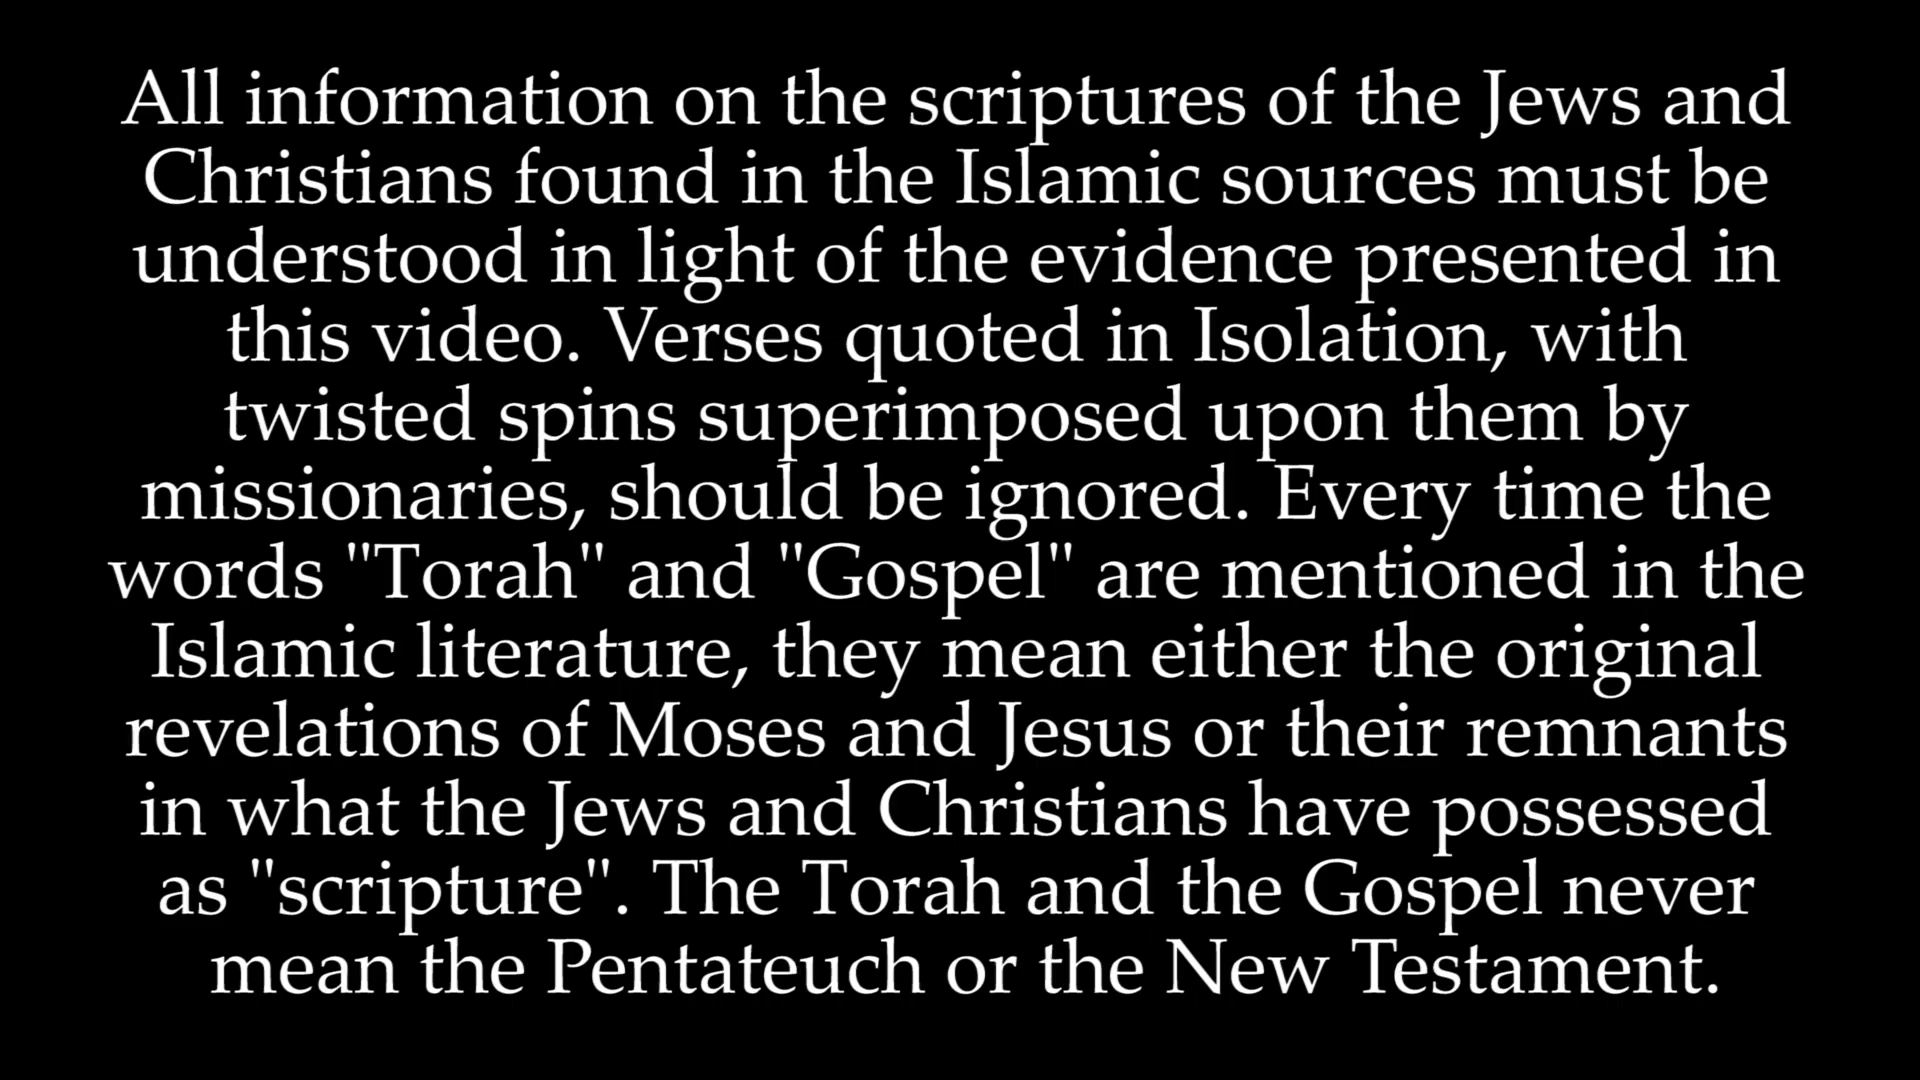 All information on the scriptures of the Jews and
Christians found in the Islamic sources must be
understood in light of the evidence presented in
this video. Verses quoted in Isolation, with
twisted spins superimposed upon them by
missionaries, should be ignored. Every time the
words "Torah" and "Gospel" are mentioned in the
Islamic literature, they mean either the original
revelations of Moses and Jesus or their remnants
in what the Jews and Christians have possessed
as "scripture". The Torah and the Gospel never
mean the Pentateuch or the New Testament.